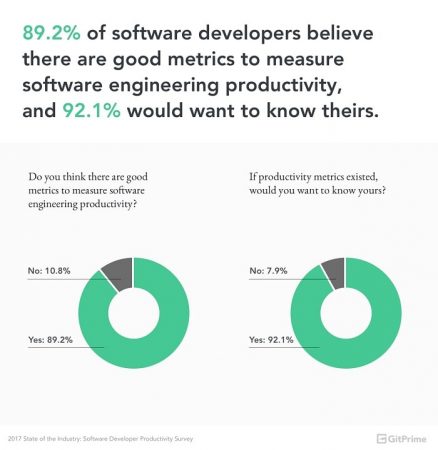 89.2% of software developers believe
there are good metrics to measure
software engineering productivity,
and 92.1% would want to know theirs.
Do you think there are good
metrics to measure software
engineering productivity?
No: 10.8%
Yes: 89.2%
If productivity metrics existed,
would you want to know yours?
No: 7.9%
Yes: 92.1%
2017 State of the Industry: Software Developer Productivity Survey
GitPrime